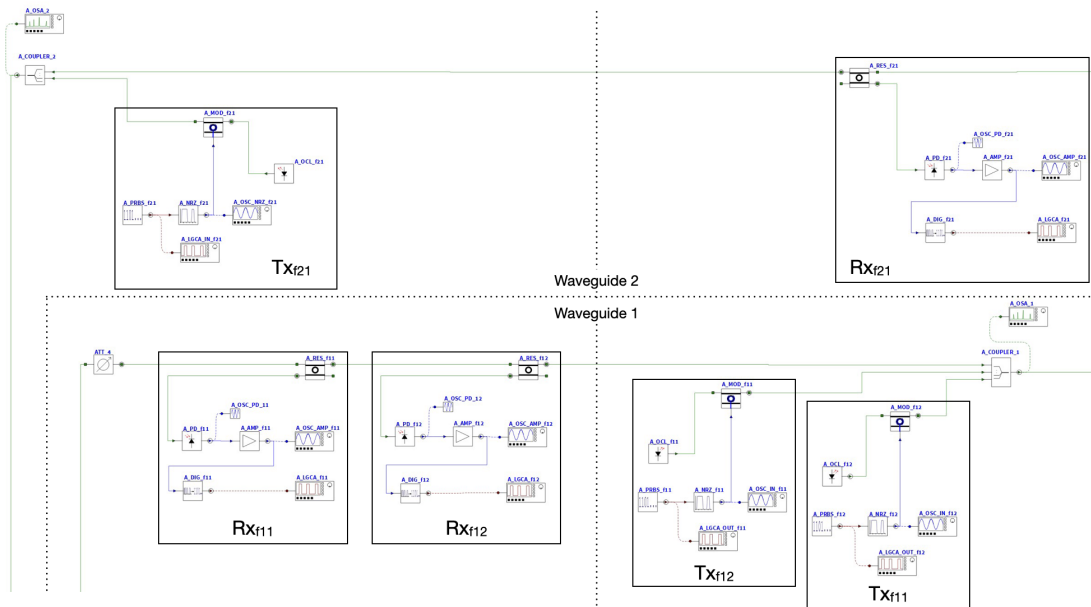 A_OSA_2
A_COUPLER_2
A_MOD_f21
A_OCL_f21
A_PRBS_f21
A_NRZ_f21
A_OSC_NRZ_f21
A_LGCA_IN_f21
Txf21
A_RES_f21
A_OSC_PD_f21
A_PD_f21
A_AMP_f21
A_OSC_AMP_f21
A_DIG_f21
A_LGCA_f21
Rxf21
Waveguide 2
Waveguide 1
ATT_4
A_RES_f11
A_OSC_PD_11
A_PD_f11
A_AMP_f11
A_OSC_AMP_f11
A_DIG_f11
A_LGCA_f11
Rxf11
A_RES_f12
A_OSC_PD_12
A_PD_f12
A_AMP_f12
A_OSC_AMP_f12
A_DIG_f12
A_LGCA_f12
Rxf12
A_OSA_1
A_COUPLER_1
A_MOD_f11
A_OCL_f11
A_PRBS_f11
A_NRZ_f11
A_OSC_IN_f11
A_LGCA_OUT_f11
Txf12
A_MOD_f12
A_OCL_f12
A_PRBS_f12
A_NRZ_f12
A_OSC_IN_f12
A_LGCA_OUT_f12
Txf11